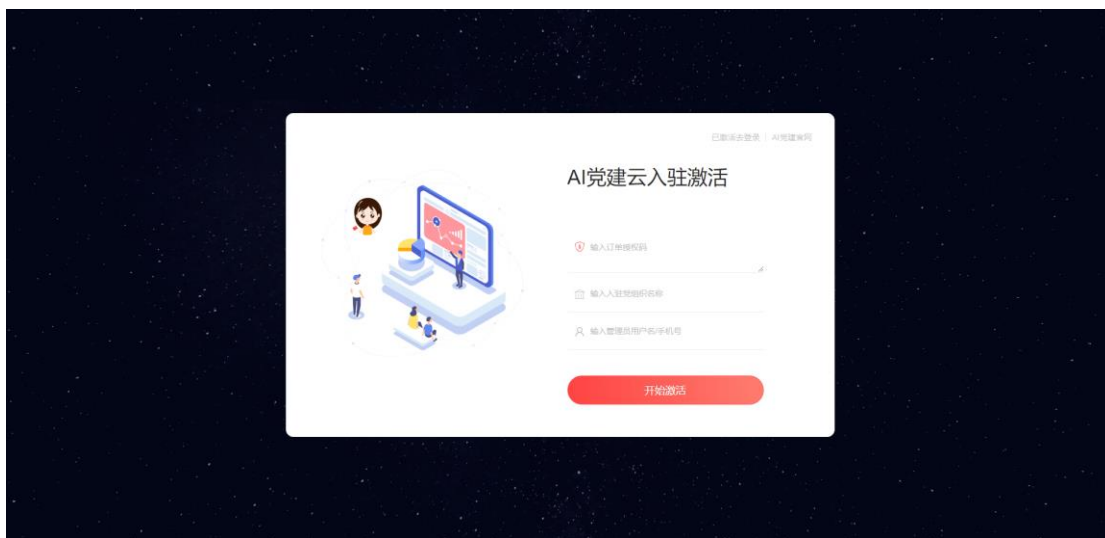 已激活去登录 | AI党建官网
AI党建云入驻激活
输入订单授权码
输入入驻党组织名称
输入管理员用户名/手机号
开始激活